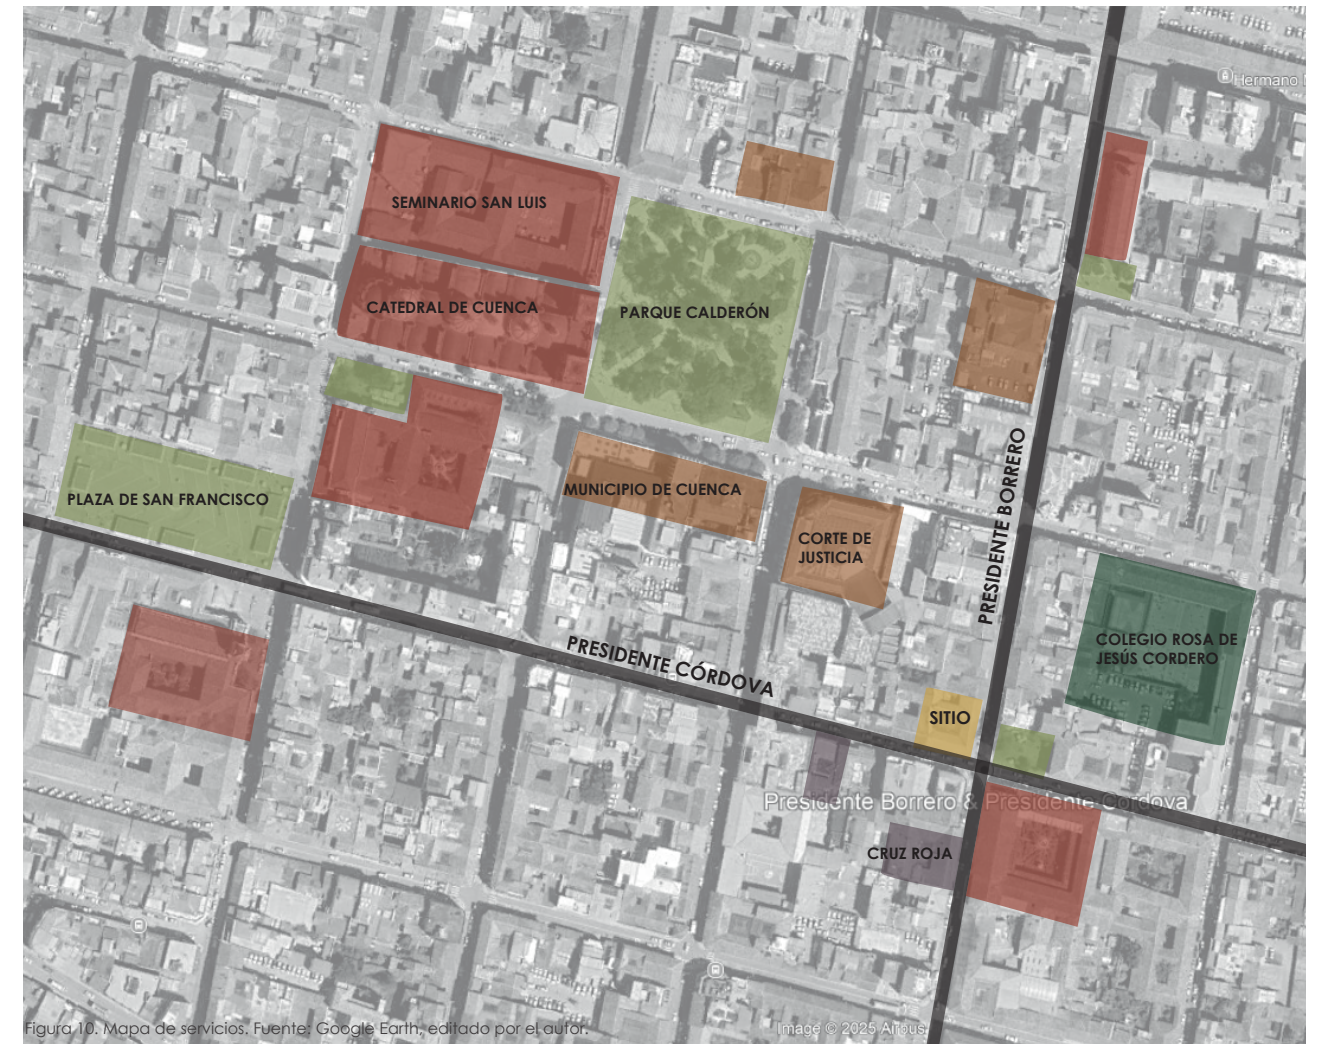 Hermano
SEMINARIO SAN LUIS
CATEDRAL DE CUENCA
PARQUE CALDERÓN
PLAZA DE SAN FRANCISCO
MUNICIPIO DE CUENCA
CORTE DE
JUSTICIA
PRESIDENTE BORRERO
COLEGIO ROSA DE
JESÚS CORDERO
PRESIDENTE CÓRDOVA
SITIO
Presidente Borrero & Presidente Cordova
CRUZ ROJA
Figura 10. Mapa de servicios. Fuente: Google Earth, editado por el autor.
Image © 2025 Airbus